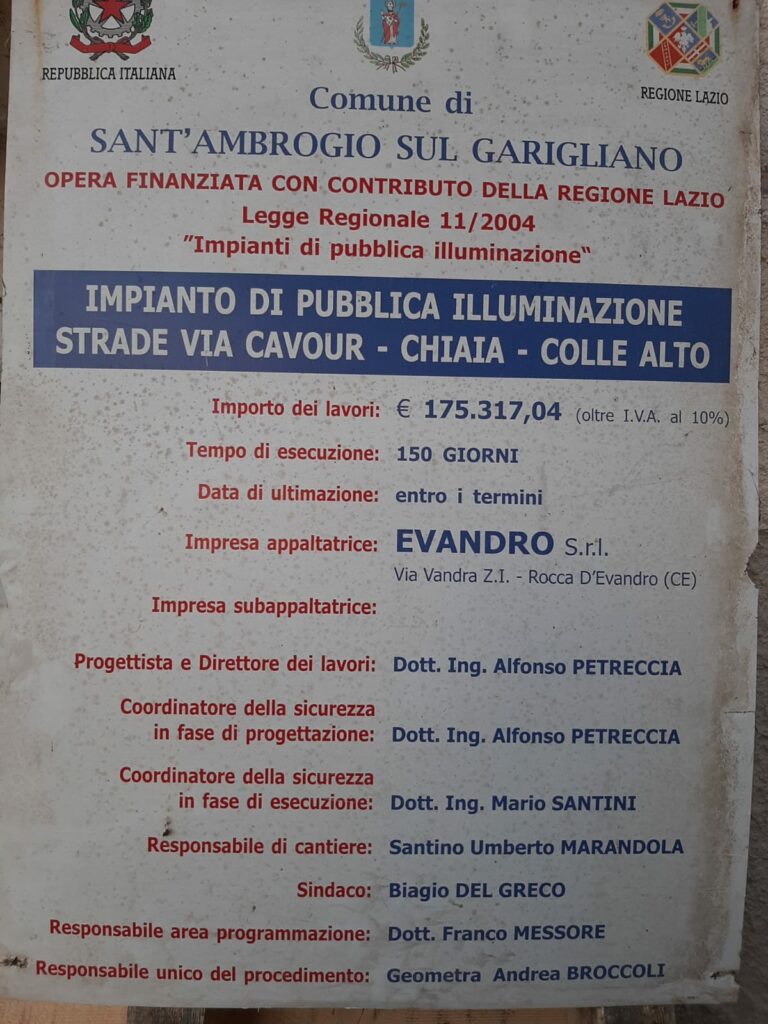 REPUBBLICA ITALIANA
REGIONE LAZIO
Comune di
SANT'AMBROGIO SUL GARIGLIANO
OPERA FINANZIATA CON CONTRIBUTO DELLA REGIONE LAZIO
Legge Regionale 11/2004
"Impianti di pubblica illuminazione"
IMPIANTO DI PUBBLICA ILLUMINAZIONE
STRADE VIA CAVOUR - CHIAIA - COLLE ALTO
Importo dei lavori: € 175.317,04 (oltre I.V.A. al 10%)
Tempo di esecuzione: 150 GIORNI
Data di ultimazione: entro i termini
Impresa appaltatrice: EVANDRO S.r.l.
Via Vandra Z.I. - Rocca D'Evandro (CE)
Impresa subappaltatrice:
Progettista e Direttore dei lavori: Dott. Ing. Alfonso PETRECCIA
Coordinatore della sicurezza
in fase di progettazione: Dott. Ing. Alfonso PETRECCIA
Coordinatore della sicurezza
in fase di esecuzione: Dott. Ing. Mario SANTINI
Responsabile di cantiere: Santino Umberto MARANDOLA
Sindaco: Biagio DEL GRECO
Responsabile area programmazione: Dott. Franco MESSORE
Responsabile unico del procedimento: Geometra Andrea BROCCOLI